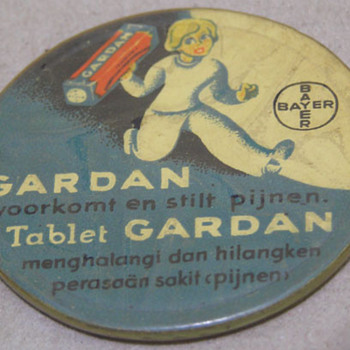 GARDAN
BAYER
BAYER
GARDAN
voorkomt en stilt pijnen.
Tablet GARDAN
menghalangi dan hilangken
perasaän sakit (pijnen)